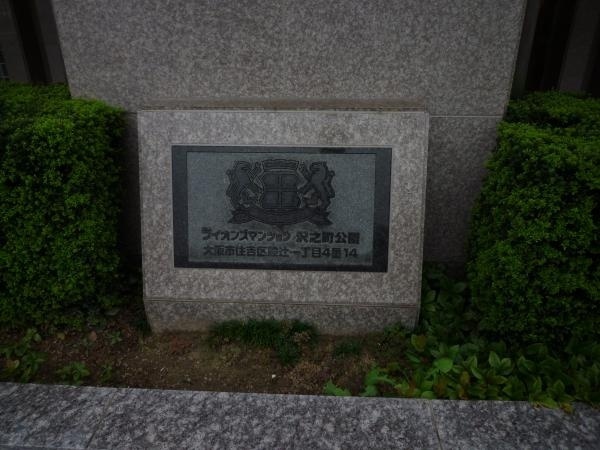 ライオンズマンション 沢之町公園
大阪市住吉区殿辻一丁目4番14